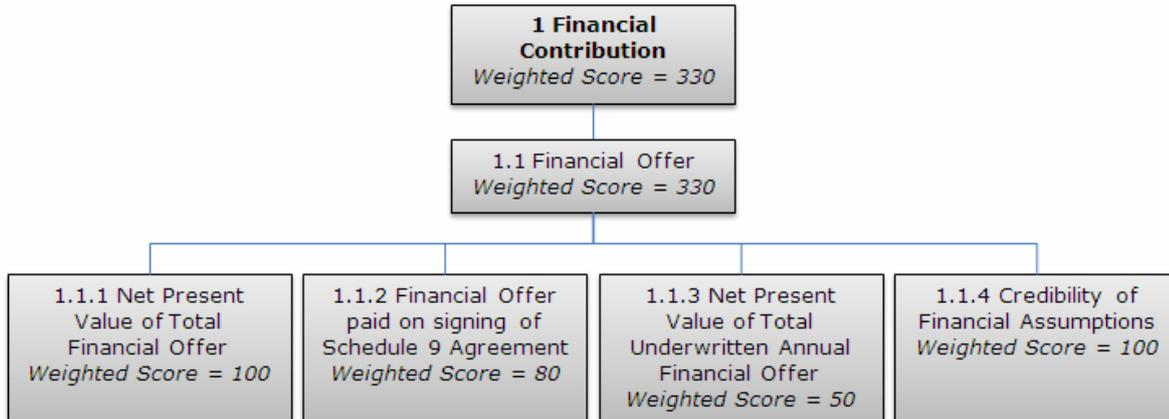 1 Financial
Contribution
Weighted Score = 330
1.1 Financial Offer
Weighted Score = 330
1.1.1 Net Present
Value of Total
Financial Offer
Weighted Score = 100
1.1.2 Financial Offer
paid on signing of
Schedule 9 Agreement
Weighted Score = 80
1.1.3 Net Present
Value of Total
Underwritten Annual
Financial Offer
Weighted Score = 50
1.1.4 Credibility of
Financial Assumptions
Weighted Score = 100